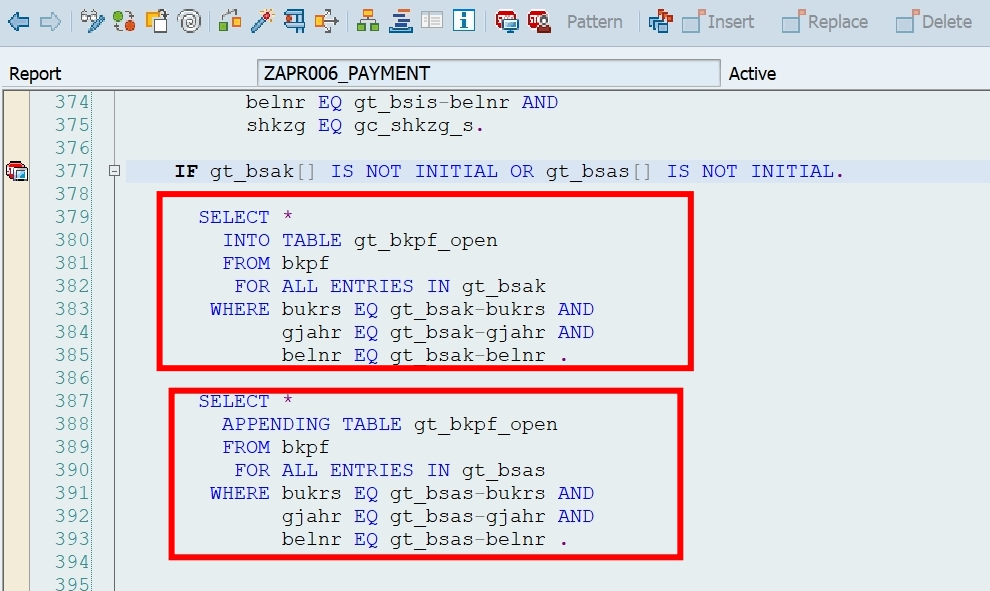 Pattern Insert Replace Delete
Report ZAPR006_PAYMENT Active
374 belnr EQ gt_bsis-belnr AND
375 shkzg EQ gc_shkzg_s.
376
377 IF gt_bsak[] IS NOT INITIAL OR gt_bsas[] IS NOT INITIAL.
378
379 SELECT *
380 INTO TABLE gt_bkpf_open
381 FROM bkpf
382 FOR ALL ENTRIES IN gt_bsak
383 WHERE bukrs EQ gt_bsak-bukrs AND
384 gjahr EQ gt_bsak-gjahr AND
385 belnr EQ gt_bsak-belnr .
386
387 SELECT *
388 APPENDING TABLE gt_bkpf_open
389 FROM bkpf
390 FOR ALL ENTRIES IN gt_bsas
391 WHERE bukrs EQ gt_bsas-bukrs AND
392 gjahr EQ gt_bsas-gjahr AND
393 belnr EQ gt_bsas-belnr .
394
395